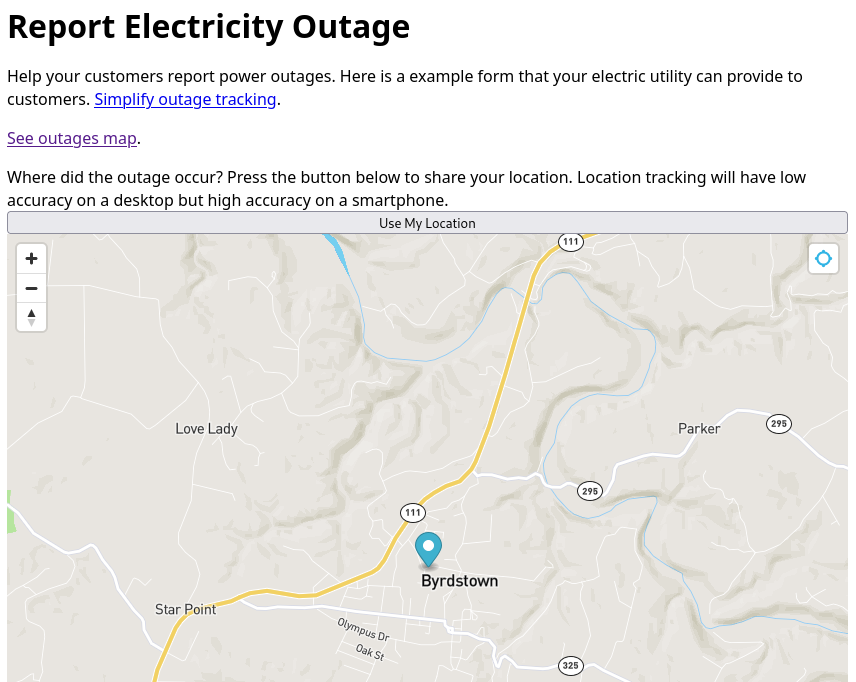 Report Electricity Outage
Help your customers report power outages. Here is a example form that your electric utility can provide to
customers. Simplify outage tracking.
See outages map.
Where did the outage occur? Press the button below to share your location. Location tracking will have low
accuracy on a desktop but high accuracy on a smartphone.
Use My Location
111
Love Lady
Parker
295
295
111
Byrdstown
Star Point
Olympus Dr
Oak St
325